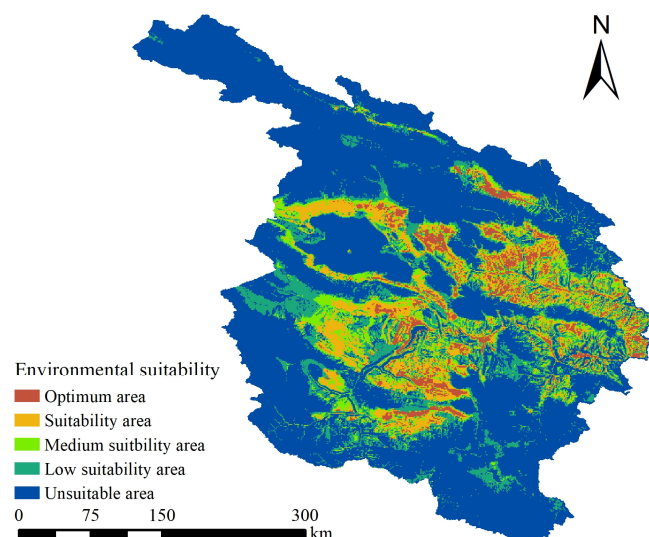 N
Environmental suitability
Optimum area
Suitability area
Medium suitbility area
Low suitability area
Unsuitable area
0 75 150 300
km